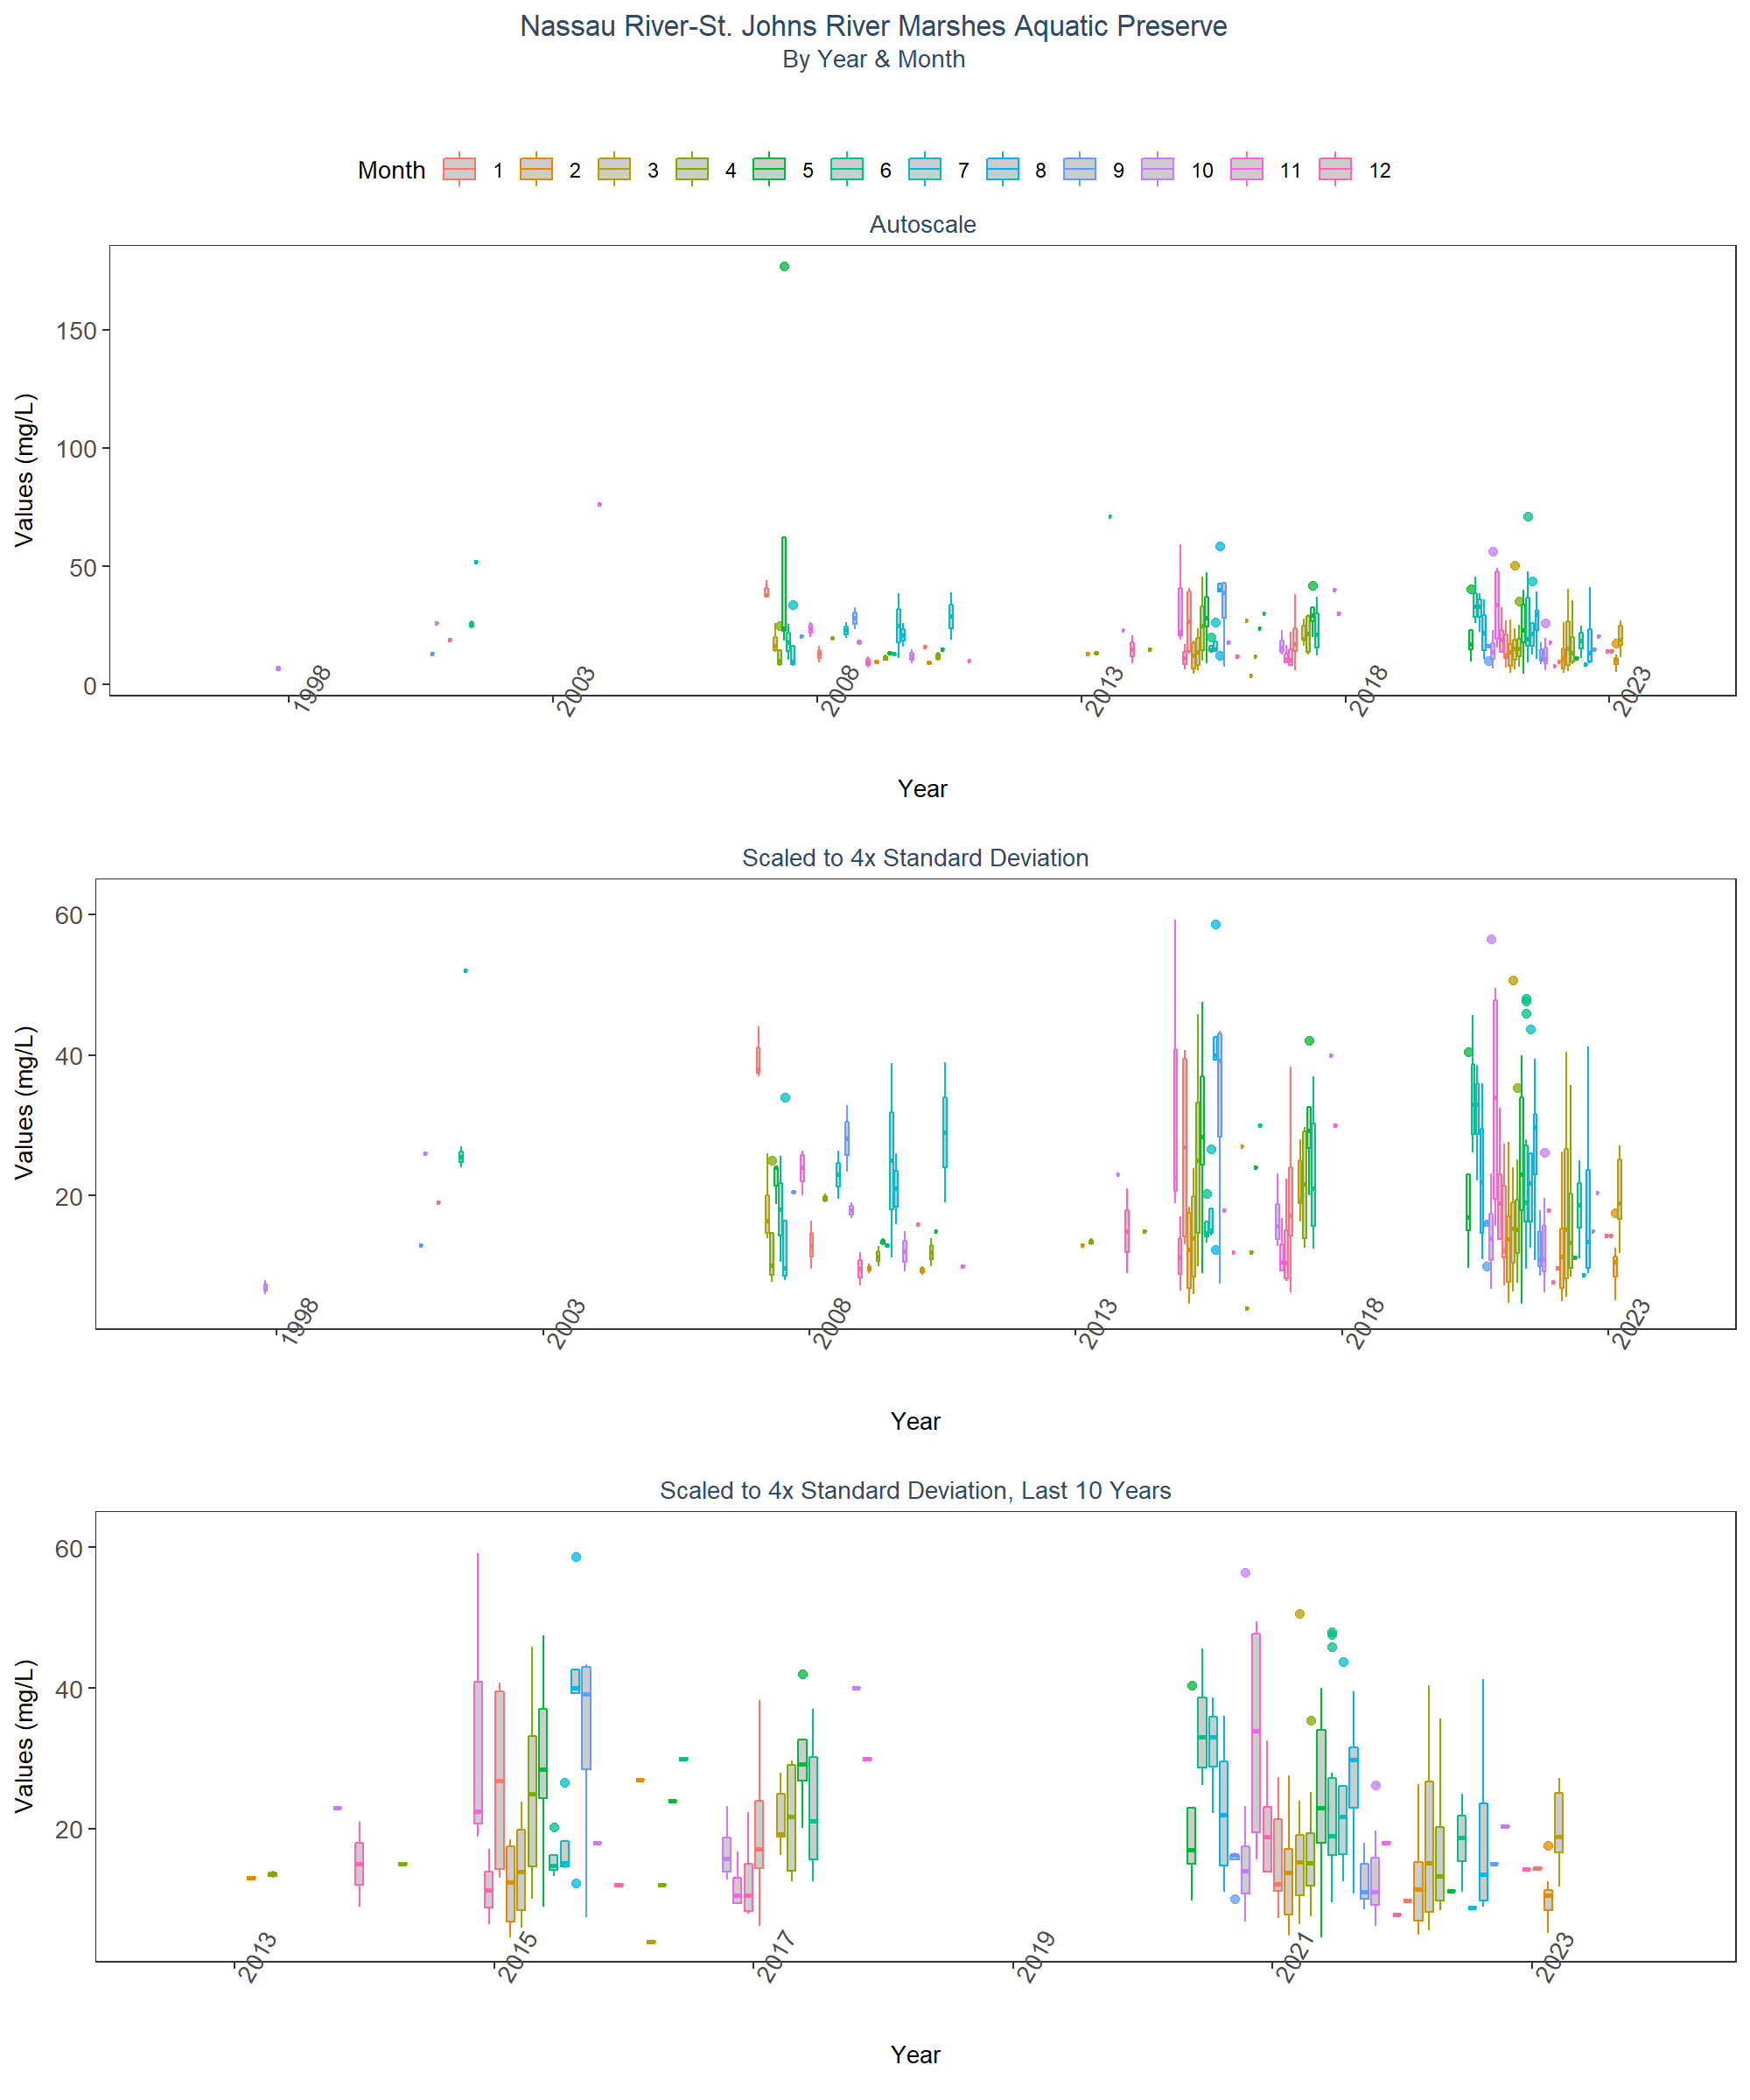 Nassau River-St. Johns River Marshes Aquatic Preserve
By Year & Month
Month 1 2 3 4 5 6 7 8 9 10 11 12
Autoscale
Values (mg/L)
150
100
50
0
1998 2003 2008 2013 2018 2023
Year
Scaled to 4x Standard Deviation
Values (mg/L)
60
40
20
1998 2003 2008 2013 2018 2023
Year
Scaled to 4x Standard Deviation, Last 10 Years
Values (mg/L)
60
40
20
2013 2015 2017 2019 2021 2023
Year